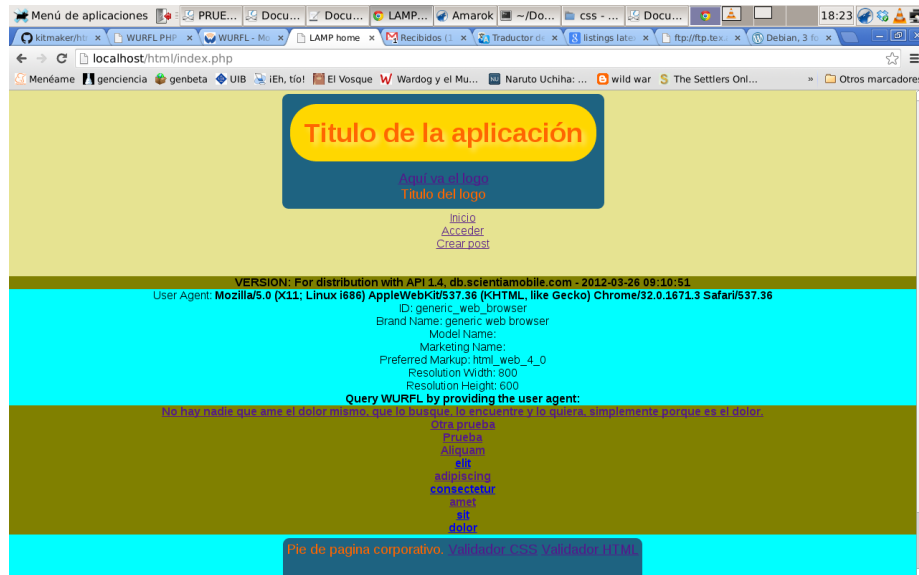 Menú de aplicaciones PRUE... Docu... Docu... LAMP... Amarok ~/Do... css - ... Docu... 18:23
kitmaker/ht WURFL PHP WURFL - Mo LAMP home Recibidos (1 Traductor de listings late ftp://ftp.tex. Debian, 3 fo
localhost/html/index.php
Menéame genciencia genbeta UIB ¡Eh, tío! El Vosque Wardog y el Mu... Naruto Uchiha: ... wild war The Settlers Onl... » Otros marcadores
Titulo de la aplicación
Aqui va el logo
Titulo del logo
Inicio
Acceder
Crear post
VERSION: For distribution with API 1.4, db.scientiamobile.com - 2012-03-26 09:10:51
User Agent: Mozilla/5.0 (X11; Linux i686) AppleWebKit/537.36 (KHTML, like Gecko) Chrome/32.0.1671.3 Safari/537.36
ID: generic_web_browser
Brand Name: generic web browser
Model Name:
Marketing Name:
Preferred Markup: html_web_4_0
Resolution Width: 800
Resolution Height: 600
Query WURFL by providing the user agent:
No hay nadie que ame el dolor mismo, que lo busque, lo encuentre y lo quiera, simplemente porque es el dolor.
Otra prueba
Prueba
Aliquam
elit
adipiscing
consectetur
amet
sit
dolor
Pie de pagina corporativo. Validador CSS Validador HTML